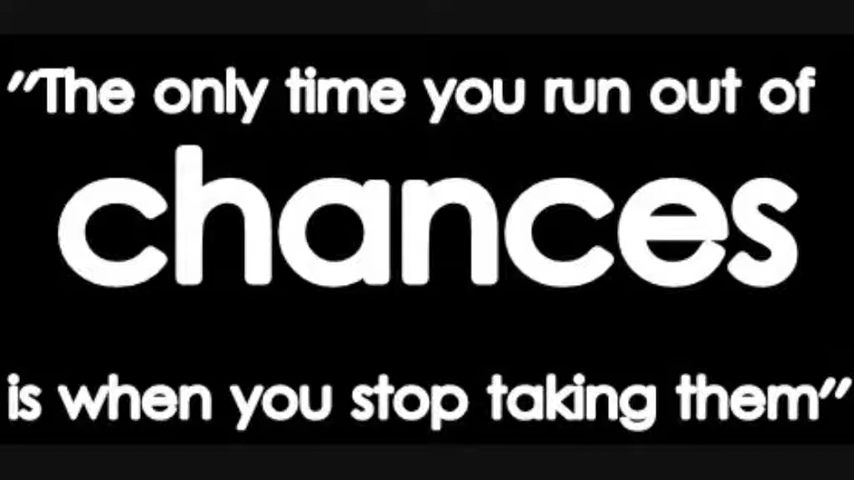 "The only time you run out of
chances
is when you stop taking them"